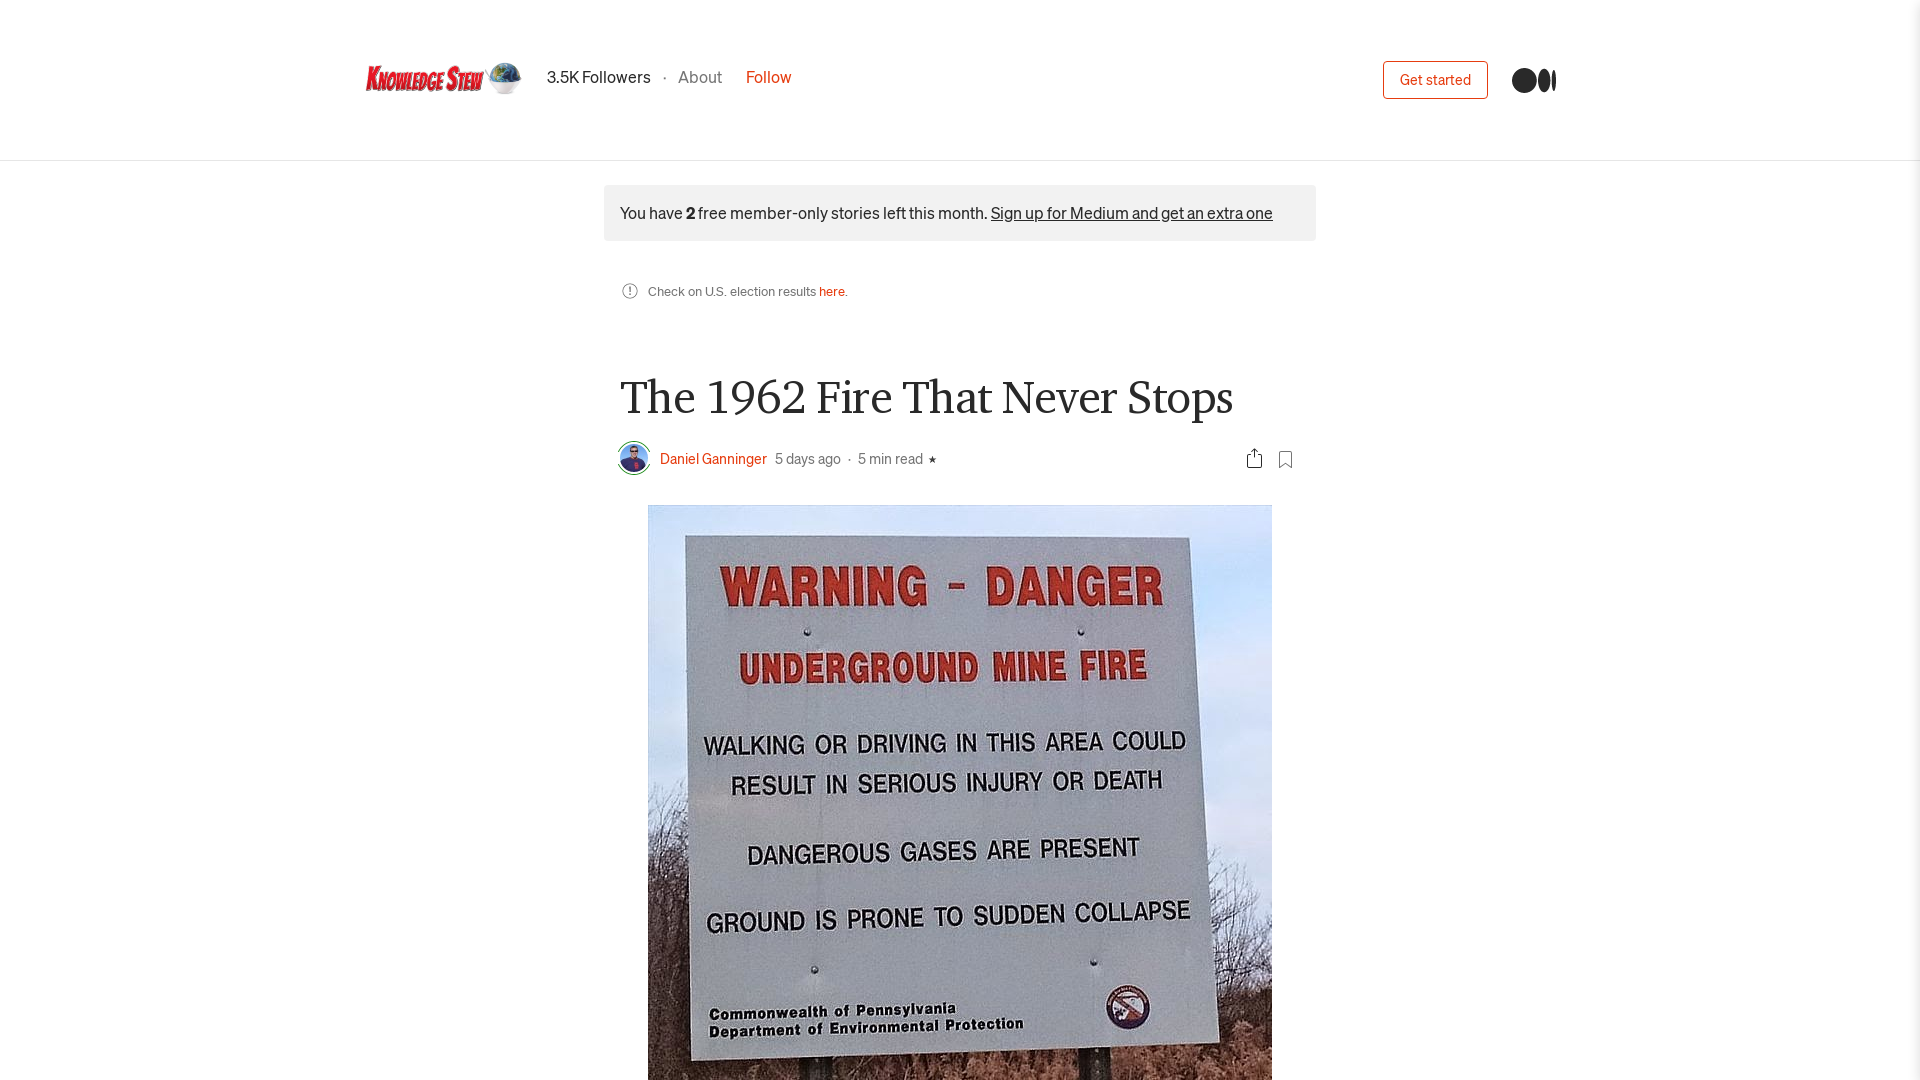 Knowledge Stew
3.5K Followers · About Follow
Get started
You have 2 free member-only stories left this month. Sign up for Medium and get an extra one
Check on U.S. election results here.
The 1962 Fire That Never Stops
Daniel Ganninger 5 days ago · 5 min read ★
WARNING - DANGER
UNDERGROUND MINE FIRE
WALKING OR DRIVING IN THIS AREA COULD
RESULT IN SERIOUS INJURY OR DEATH
DANGEROUS GASES ARE PRESENT
GROUND IS PRONE TO SUDDEN COLLAPSE
Commonwealth of Pennsylvania
Department of Environmental Protection